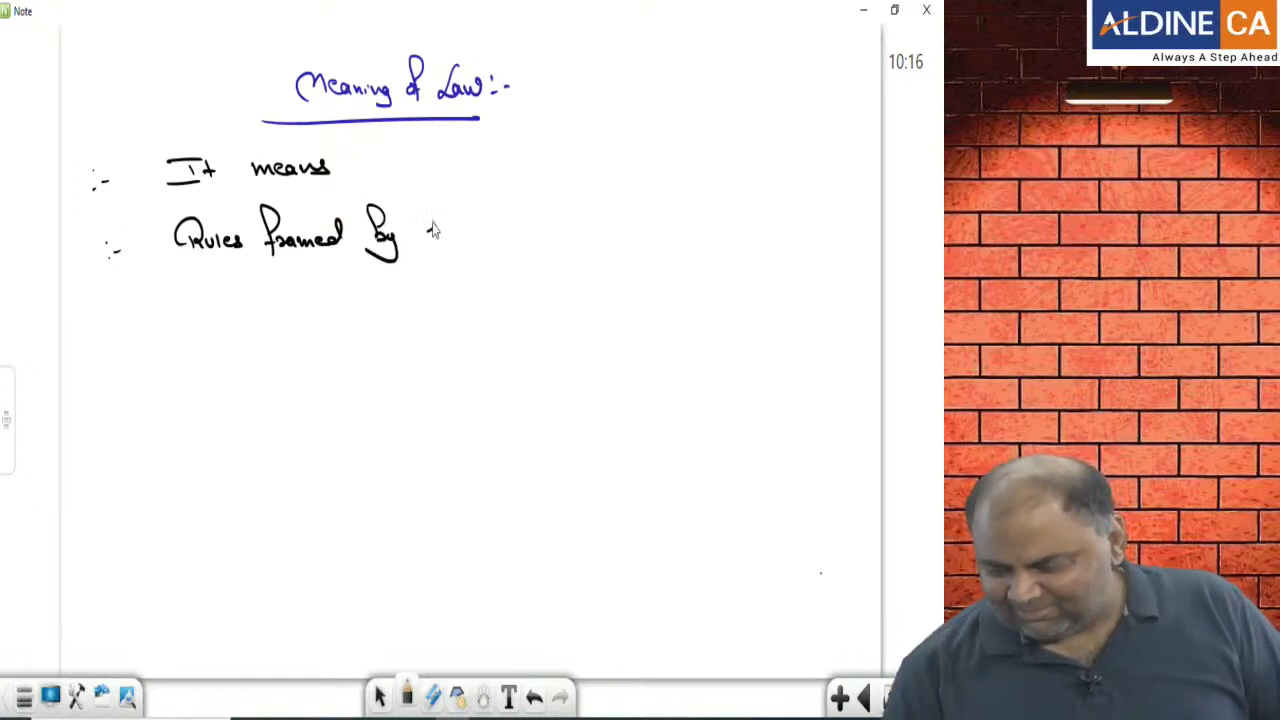 Note
ALDINE CA
Always A Step Ahead
10:16
Meaning of Law:-
:- It means
:- Rules framed by